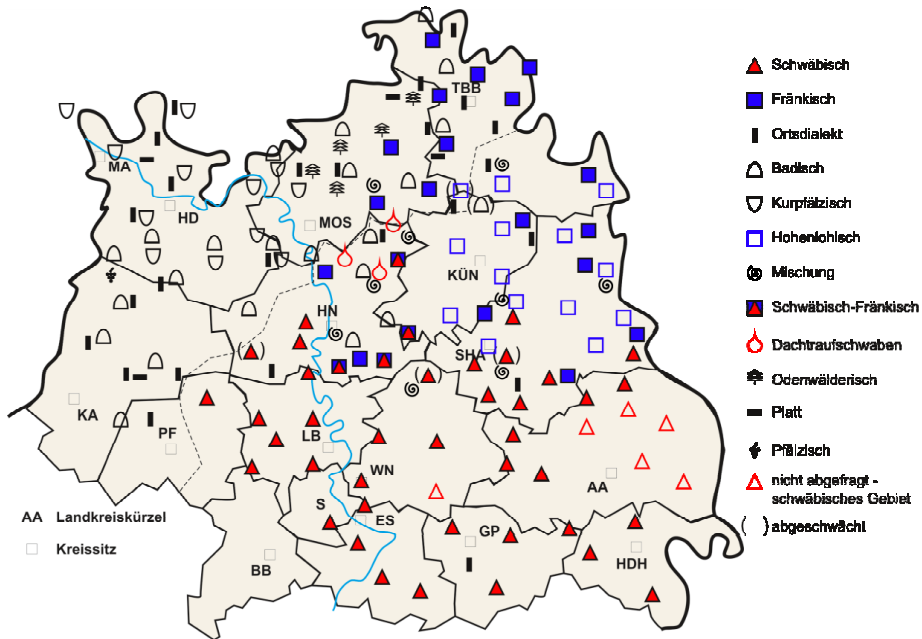 TBB
MA
HD
MOS
KÜN
HN
SHA
KA
PF
LB
WN
AA
S
ES
GP
BB
HDH
AA Landkreiskürzel
Kreissitz
Schwäbisch
Fränkisch
Ortsdialekt
Badisch
Kurpfälzisch
Hohenlohisch
Mischung
Schwäbisch-Fränkisch
Dachtraufschwaben
Odenwälderisch
Platt
Pfälzisch
nicht abgefragt -
schwäbisches Gebiet
( ) abgeschwächt